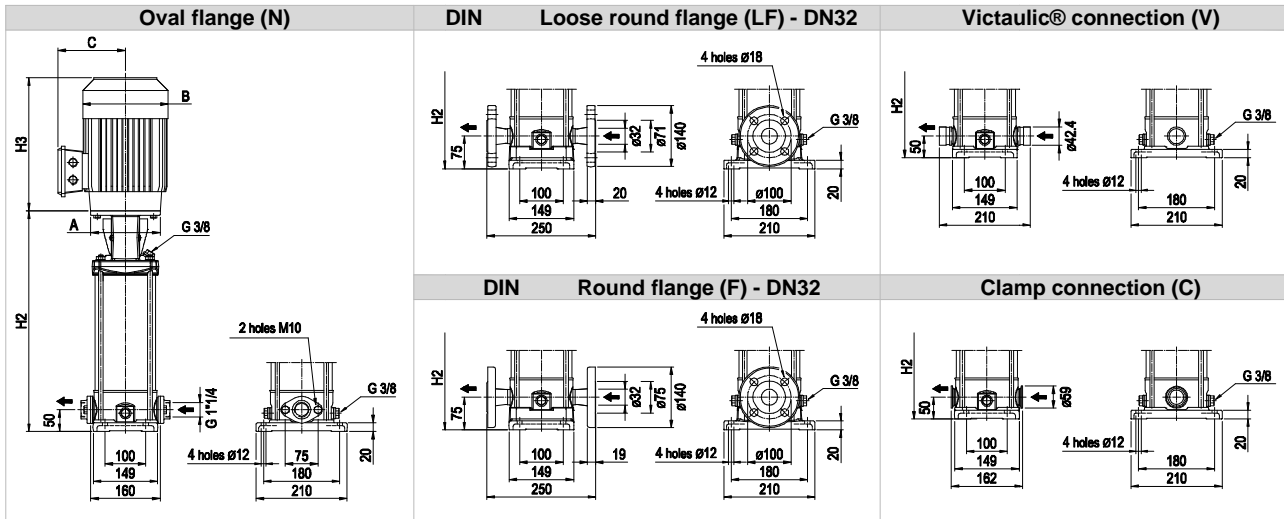 Oval flange (N)
C
B
H3
A
G 3/8
H2
2 holes M10
50
G 1"1/4
G 3/8
100
149
160
4 holes Ø12
75
180
210
20
DIN Loose round flange (LF) - DN32
4 holes Ø18
H2
75
ø32
ø71
ø140
G 3/8
100
149
250
20
4 holes Ø12
ø100
180
210
20
DIN Round flange (F) - DN32
4 holes Ø18
H2
75
ø32
ø75
ø140
G 3/8
100
149
250
19
4 holes Ø12
ø100
180
210
20
Victaulic® connection (V)
H2
50
ø42.4
G 3/8
100
149
210
4 holes Ø12
180
210
20
Clamp connection (C)
H2
50
ø59
G 3/8
100
149
162
4 holes Ø12
180
210
20